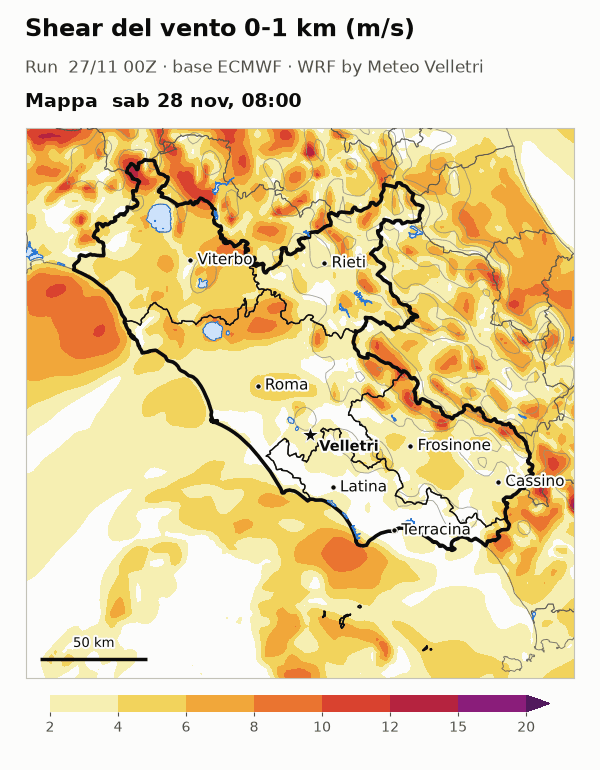 Shear del vento 0-1 km (m/s)
Run 27/11 00Z · base ECMWF · WRF by Meteo Velletri
Mappa sab 28 nov, 08:00
Viterbo
Rieti
Roma
Velletri
Frosinone
Cassino
Latina
Terracina
50 km
2 4 6 8 10 12 15 20